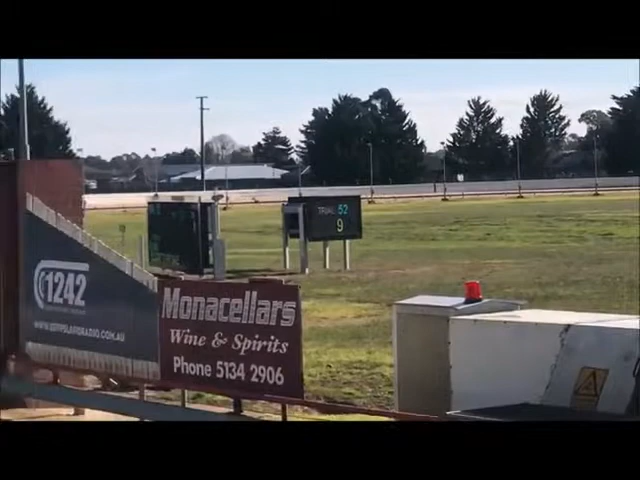 TRIAL 52
9
1242
WWW.GIPPSLANDRADIO.COM.AU
Monacellars
Wine & Spirits
Phone 5134 2906